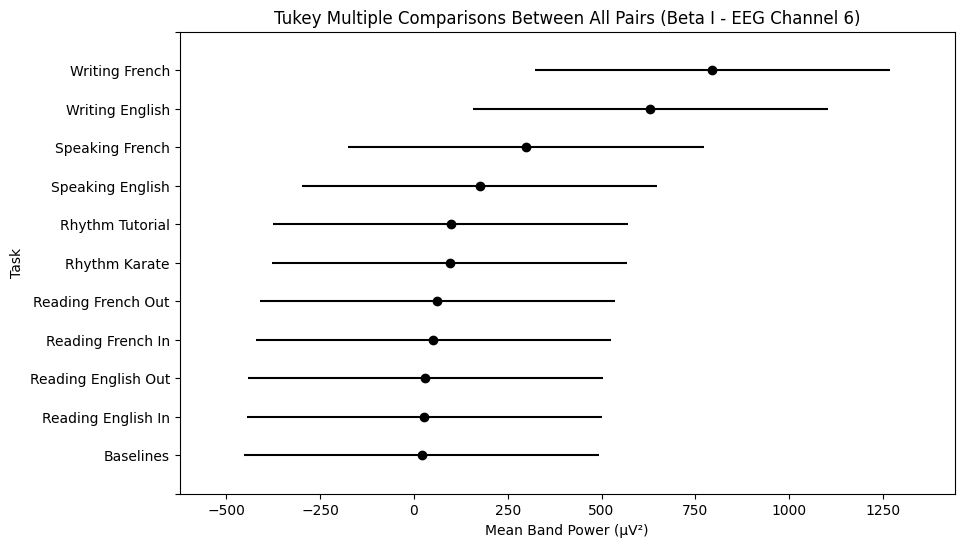 Tukey Multiple Comparisons Between All Pairs (Beta I - EEG Channel 6)
Writing French
Writing English
Speaking French
Speaking English
Rhythm Tutorial
Rhythm Karate
Reading French Out
Reading French In
Reading English Out
Reading English In
Baselines
Task
−500 −250 0 250 500 750 1000 1250
Mean Band Power (μV²)